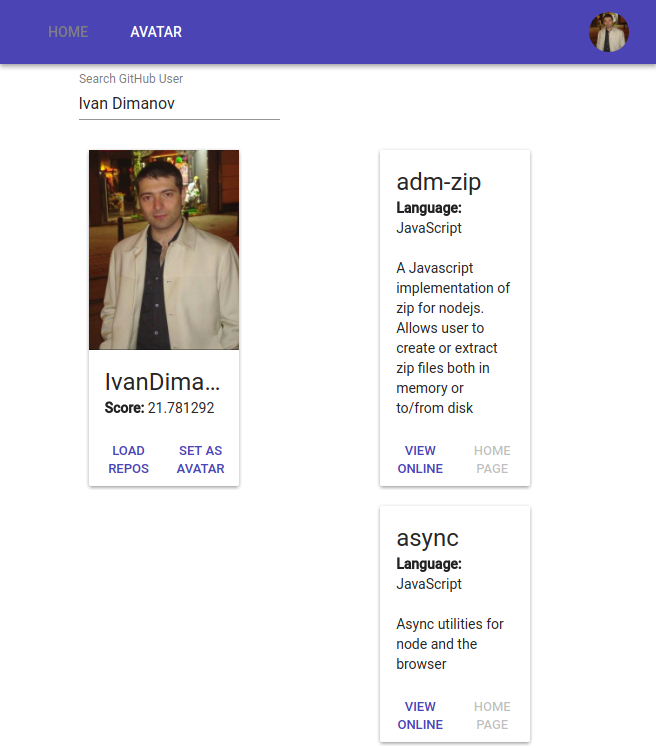 HOME AVATAR
Search GitHub User
Ivan Dimanov
IvanDima...
Score: 21.781292
LOAD
REPOS
SET AS
AVATAR
adm-zip
Language:
JavaScript
A Javascript
implementation of
zip for nodejs.
Allows user to
create or extract
zip files both in
memory or
to/from disk
VIEW
ONLINE
HOME
PAGE
async
Language:
JavaScript
Async utilities for
node and the
browser
VIEW
ONLINE
HOME
PAGE